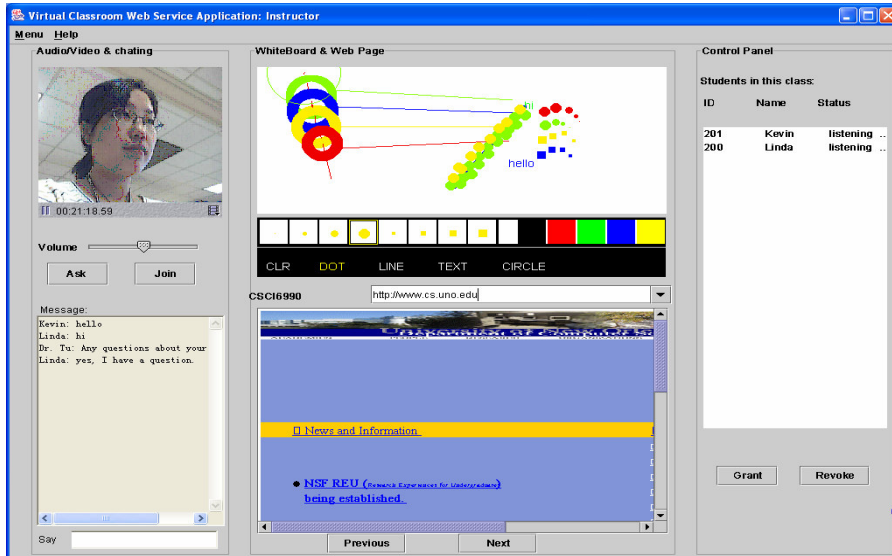 Virtual Classroom Web Service Application: Instructor
Menu Help
Audio/Video & chating
00:21:18.59
Volume
Ask Join
Message:
Kevin: hello
Linda: hi
Dr. Tu: Any questions about your
Linda: yes, I have a question.
Say
WhiteBoard & Web Page
hi
hello
CLR DOT LINE TEXT CIRCLE
CSCI6990 http://www.cs.uno.edu
News and Information
NSF REU (Research Experiences for Undergraduate)
being established.
Previous Next
Control Panel
Students in this class:
ID Name Status
201 Kevin listening ..
200 Linda listening ..
Grant Revoke